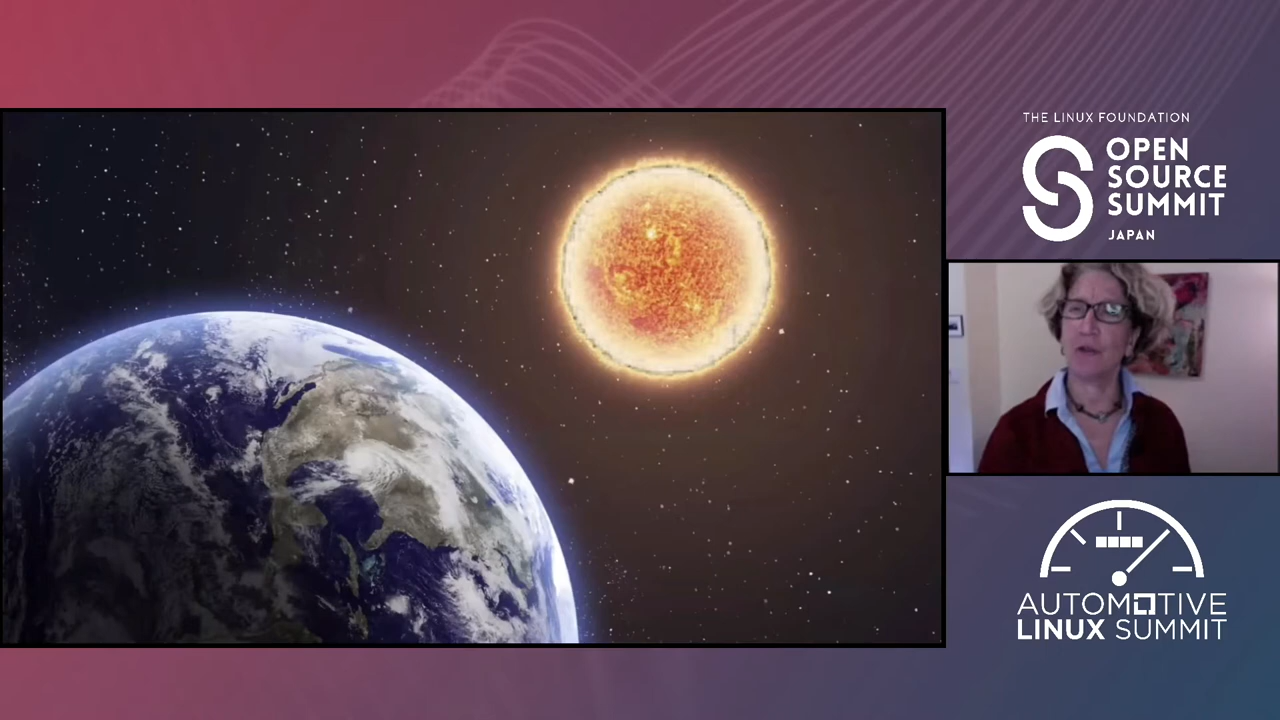 THE LINUX FOUNDATION
OPEN
SOURCE
SUMMIT
JAPAN
AUTOMOTIVE
LINUX SUMMIT